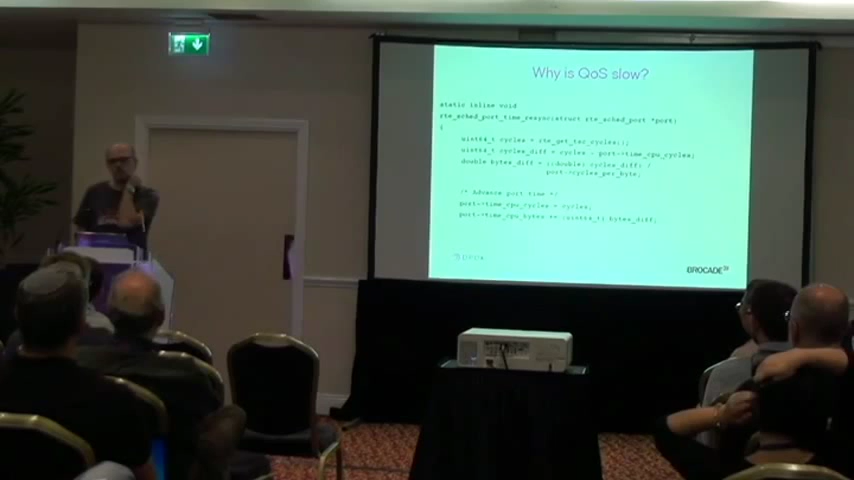 Why is QoS slow?
static inline void
rte_sched_port_time_resync(struct rte_sched_port *port)
{
uint64_t cycles = rte_get_tsc_cycles();
uint64_t cycles_diff = cycles - port->time_cpu_cycles;
double bytes_diff = ((double) cycles_diff) /
port->cycles_per_byte;
/* Advance port time */
port->time_cpu_cycles = cycles;
port->time_cpu_bytes += (uint64_t) bytes_diff;
BROCADE